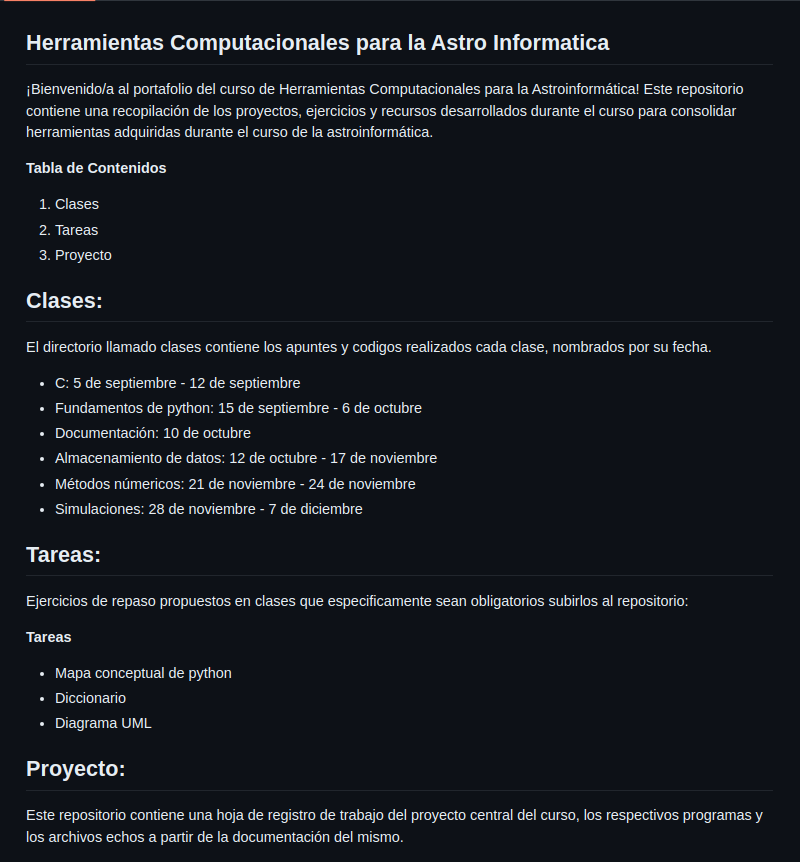 Herramientas Computacionales para la Astro Informatica
¡Bienvenido/a al portafolio del curso de Herramientas Computacionales para la Astroinformática! Este repositorio
contiene una recopilación de los proyectos, ejercicios y recursos desarrollados durante el curso para consolidar
herramientas adquiridas durante el curso de la astroinformática.
Tabla de Contenidos
1. Clases
2. Tareas
3. Proyecto
Clases:
El directorio llamado clases contiene los apuntes y codigos realizados cada clase, nombrados por su fecha.
• C: 5 de septiembre - 12 de septiembre
• Fundamentos de python: 15 de septiembre - 6 de octubre
• Documentación: 10 de octubre
• Almacenamiento de datos: 12 de octubre - 17 de noviembre
• Métodos númericos: 21 de noviembre - 24 de noviembre
• Simulaciones: 28 de noviembre - 7 de diciembre
Tareas:
Ejercicios de repaso propuestos en clases que especificamente sean obligatorios subirlos al repositorio:
Tareas
• Mapa conceptual de python
• Diccionario
• Diagrama UML
Proyecto:
Este repositorio contiene una hoja de registro de trabajo del proyecto central del curso, los respectivos programas y
los archivos echos a partir de la documentación del mismo.